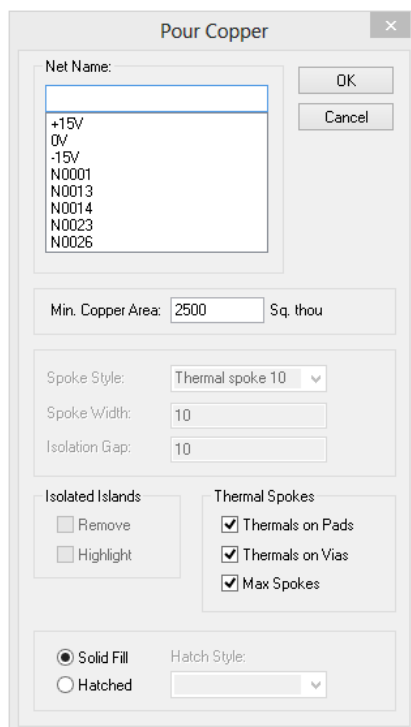 Pour Copper
Net Name:
OK
Cancel
+15V
0V
-15V
N0001
N0013
N0014
N0023
N0026
Min. Copper Area: 2500 Sq. thou
Spoke Style: Thermal spoke 10
Spoke Width: 10
Isolation Gap: 10
Isolated Islands
Remove
Highlight
Thermal Spokes
Thermals on Pads
Thermals on Vias
Max Spokes
Solid Fill
Hatched
Hatch Style: